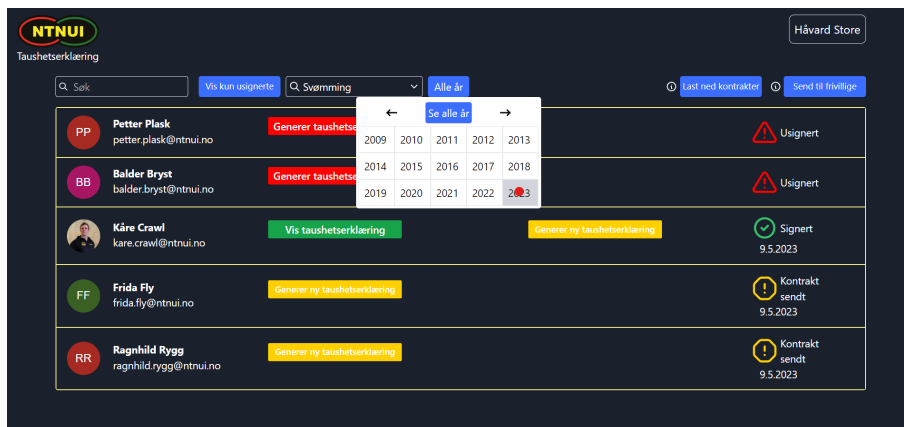 NTNUI
Taushetserklæring
Håvard Store
Søk
Vis kun usignerte
Svømming
Alle år
Last ned kontrakter
Send til frivillige
Se alle år
2009 2010 2011 2012 2013
2014 2015 2016 2017 2018
2019 2020 2021 2022 2023
PP
Petter Plask
petter.plask@ntnui.no
Generer taushetse
Usignert
BB
Balder Bryst
balder.bryst@ntnui.no
Generer taushetse
Usignert
Kåre Crawl
kare.crawl@ntnui.no
Vis taushetserklæring
Generer ny taushetserklæring
Signert
9.5.2023
FF
Frida Fly
frida.fly@ntnui.no
Generer ny taushetserklæring
Kontrakt
sendt
9.5.2023
RR
Ragnhild Rygg
ragnhild.rygg@ntnui.no
Generer ny taushetserklæring
Kontrakt
sendt
9.5.2023